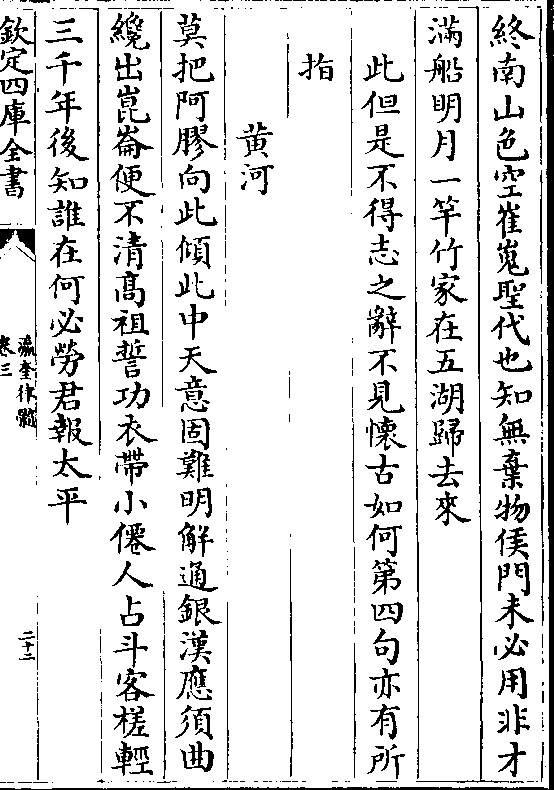 終南山色空崔嵬聖代也知無棄物侯門未必用非才
滿船明月一竿竹家在五湖歸去來
此但是不得志之辭不見懷古如何第四句亦有所
指
黄河
莫把阿膠向此傾此中天意固難明解通銀漢應須曲
纔出崑崙便不清髙祖誓功衣帶小僊人占斗客槎輕
三千年後知誰在何必勞君報太平
欽定四庫全書
瀛奎律髓
卷三
二十二